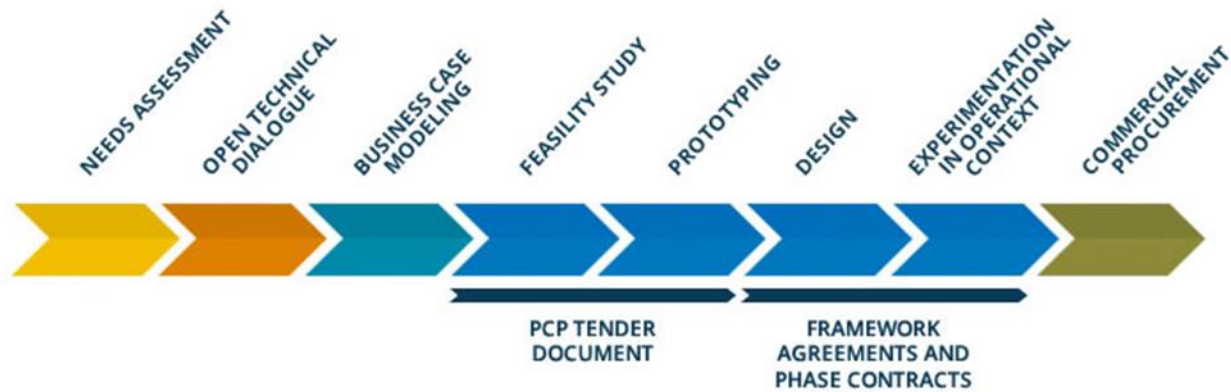 NEEDS ASSESSMENT
OPEN TECHNICAL
DIALOGUE
BUSINESS CASE
MODELING
FEASILITY STUDY
PROTOTYPING
DESIGN
EXPERIMENTATION
IN OPERATIONAL
CONTEXT
COMMERCIAL
PROCUREMENT
PCP TENDER
DOCUMENT
FRAMEWORK
AGREEMENTS AND
PHASE CONTRACTS